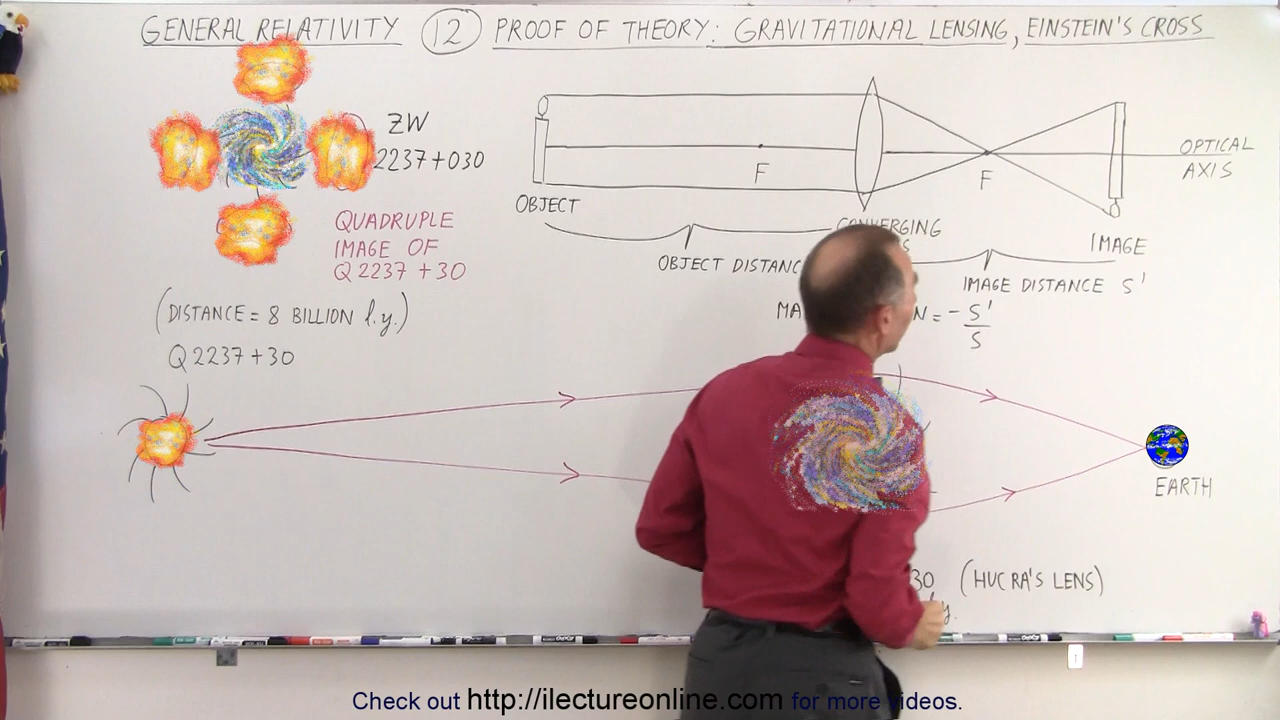 GENERAL RELATIVITY 12 PROOF OF THEORY: GRAVITATIONAL LENSING, EINSTEIN'S CROSS
ZW
2237+030
QUADRUPLE
IMAGE OF
Q 2237 +30
(DISTANCE = 8 BILLION l.y.)
Q 2237+30
F
F
OPTICAL
AXIS
OBJECT
CONVERGING
IMAGE
OBJECT DISTANC
IMAGE DISTANCE S'
MA N = - S'/S
EARTH
30 (HUCRA'S LENS)
y.
Check out http://ilectureonline.com for more videos.